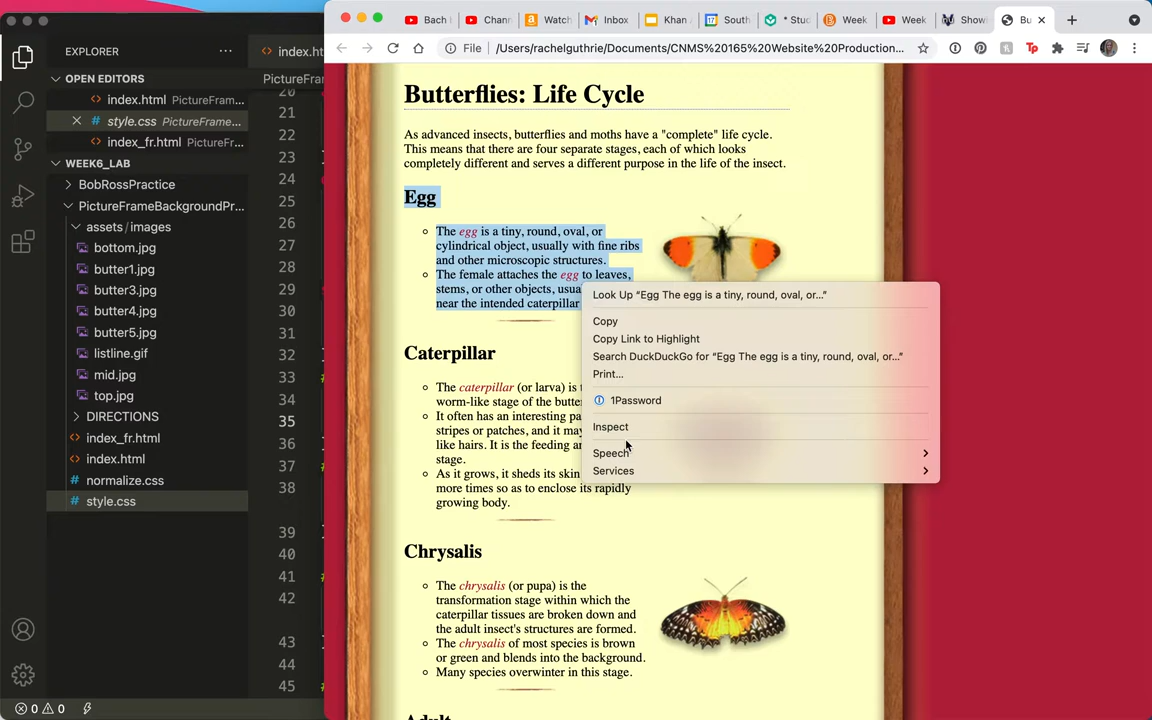 Bach
Chann
Watch
Inbox
Khan
South
* Stud
Week
Week
Show
Bu
File
/Users/rachelguthrie/Documents/CNMS%20165%20Website%20Production...
EXPLORER
index.ht
OPEN EDITORS
index.html PictureFram...
style.css PictureFrame...
index_fr.html PictureFr...
WEEK6_LAB
BobRossPractice
PictureFrameBackgroundPr...
assets/images
bottom.jpg
butter1.jpg
butter3.jpg
butter4.jpg
butter5.jpg
listline.gif
mid.jpg
top.jpg
DIRECTIONS
index_fr.html
index.html
normalize.css
style.css
0 0
PictureFra
20
21
22
23
24
25
26
27
28
29
30
31
32
33
34
35
36
37
38
39
40
41
42
43
44
45
Butterflies: Life Cycle
As advanced insects, butterflies and moths have a "complete" life cycle.
This means that there are four separate stages, each of which looks
completely different and serves a different purpose in the life of the insect.
Egg
The egg is a tiny, round, oval, or
cylindrical object, usually with fine ribs
and other microscopic structures.
The female attaches the egg to leaves,
stems, or other objects, usua
near the intended caterpillar
Caterpillar
The caterpillar (or larva) is t
worm-like stage of the butte
It often has an interesting pa
stripes or patches, and it may
like hairs. It is the feeding an
stage.
As it grows, it sheds its skin
more times so as to enclose its rapidly
growing body.
Chrysalis
The chrysalis (or pupa) is the
transformation stage within which the
caterpillar tissues are broken down and
the adult insect's structures are formed.
The chrysalis of most species is brown
or green and blends into the background.
Many species overwinter in this stage.
Adult
Look Up “Egg The egg is a tiny, round, oval, or...”
Copy
Copy Link to Highlight
Search DuckDuckGo for “Egg The egg is a tiny, round, oval, or...”
Print...
1Password
Inspect
Speech
Services